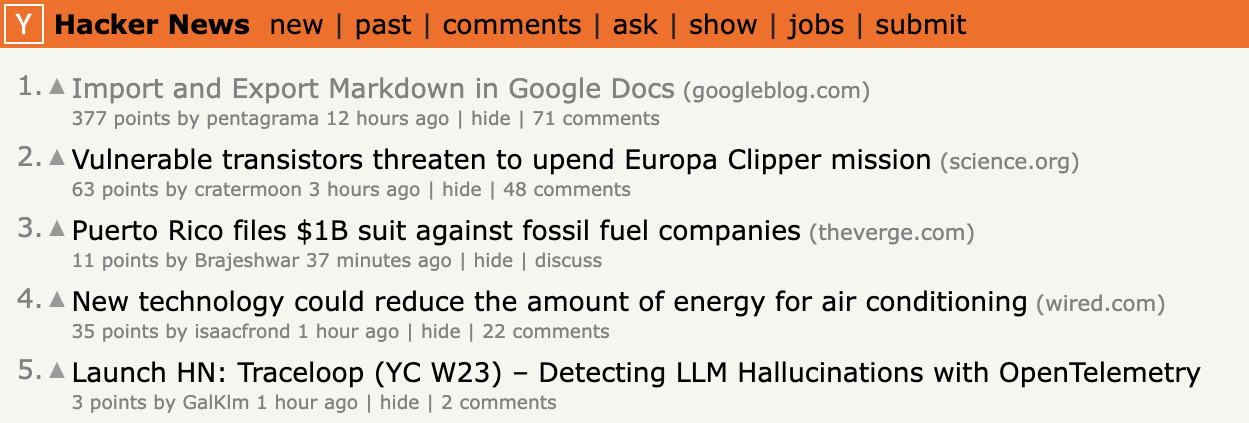 Y Hacker News new | past | comments | ask | show | jobs | submit
1. ▲ Import and Export Markdown in Google Docs (googleblog.com)
377 points by pentagrama 12 hours ago | hide | 71 comments
2. ▲ Vulnerable transistors threaten to upend Europa Clipper mission (science.org)
63 points by cratermoon 3 hours ago | hide | 48 comments
3. ▲ Puerto Rico files $1B suit against fossil fuel companies (theverge.com)
11 points by Brajeshwar 37 minutes ago | hide | discuss
4. ▲ New technology could reduce the amount of energy for air conditioning (wired.com)
35 points by isaacfrond 1 hour ago | hide | 22 comments
5. ▲ Launch HN: Traceloop (YC W23) – Detecting LLM Hallucinations with OpenTelemetry
3 points by GalKlm 1 hour ago | hide | 2 comments